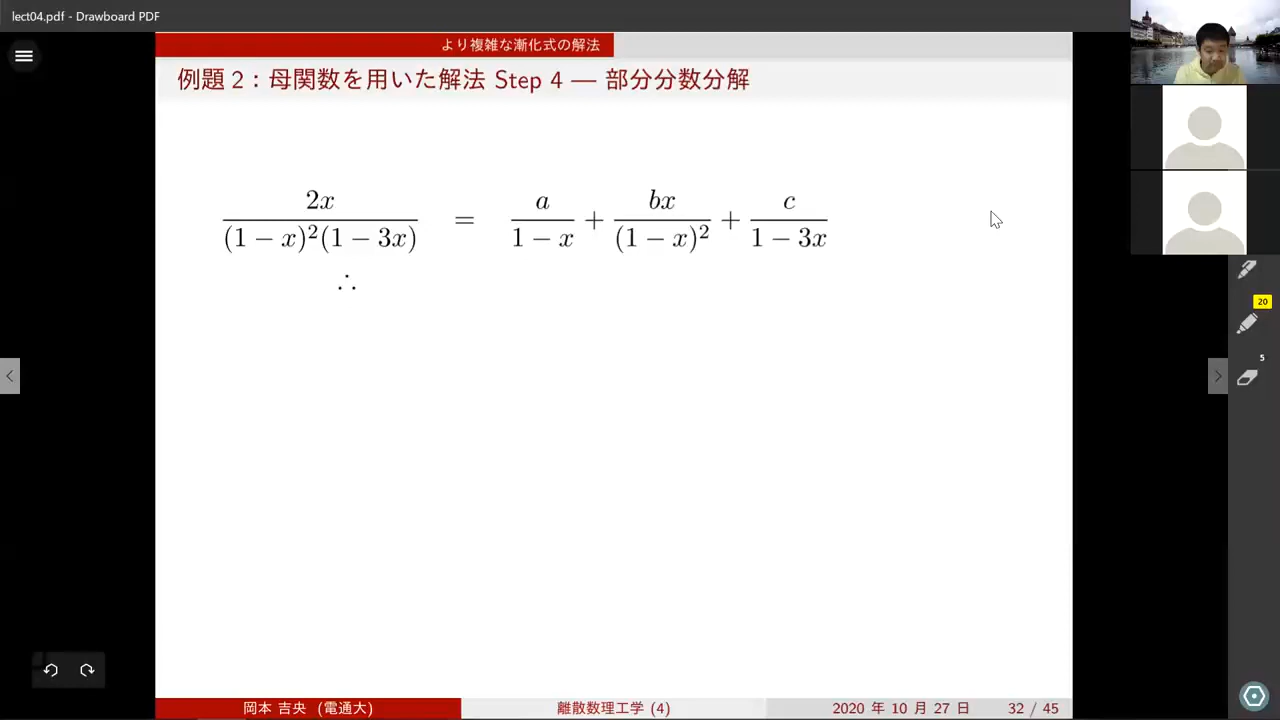 lect04.pdf - Drawboard PDF
より複雑な漸化式の解法
例題 2 : 母関数を用いた解法 Step 4 — 部分分数分解
2x/((1 − x)²(1 − 3x)) = a/(1 − x) + bx/(1 − x)² + c/(1 − 3x)
∴
20
5
岡本 吉央 (電通大) 離散数理工学 (4) 2020 年 10 月 27 日 32 / 45